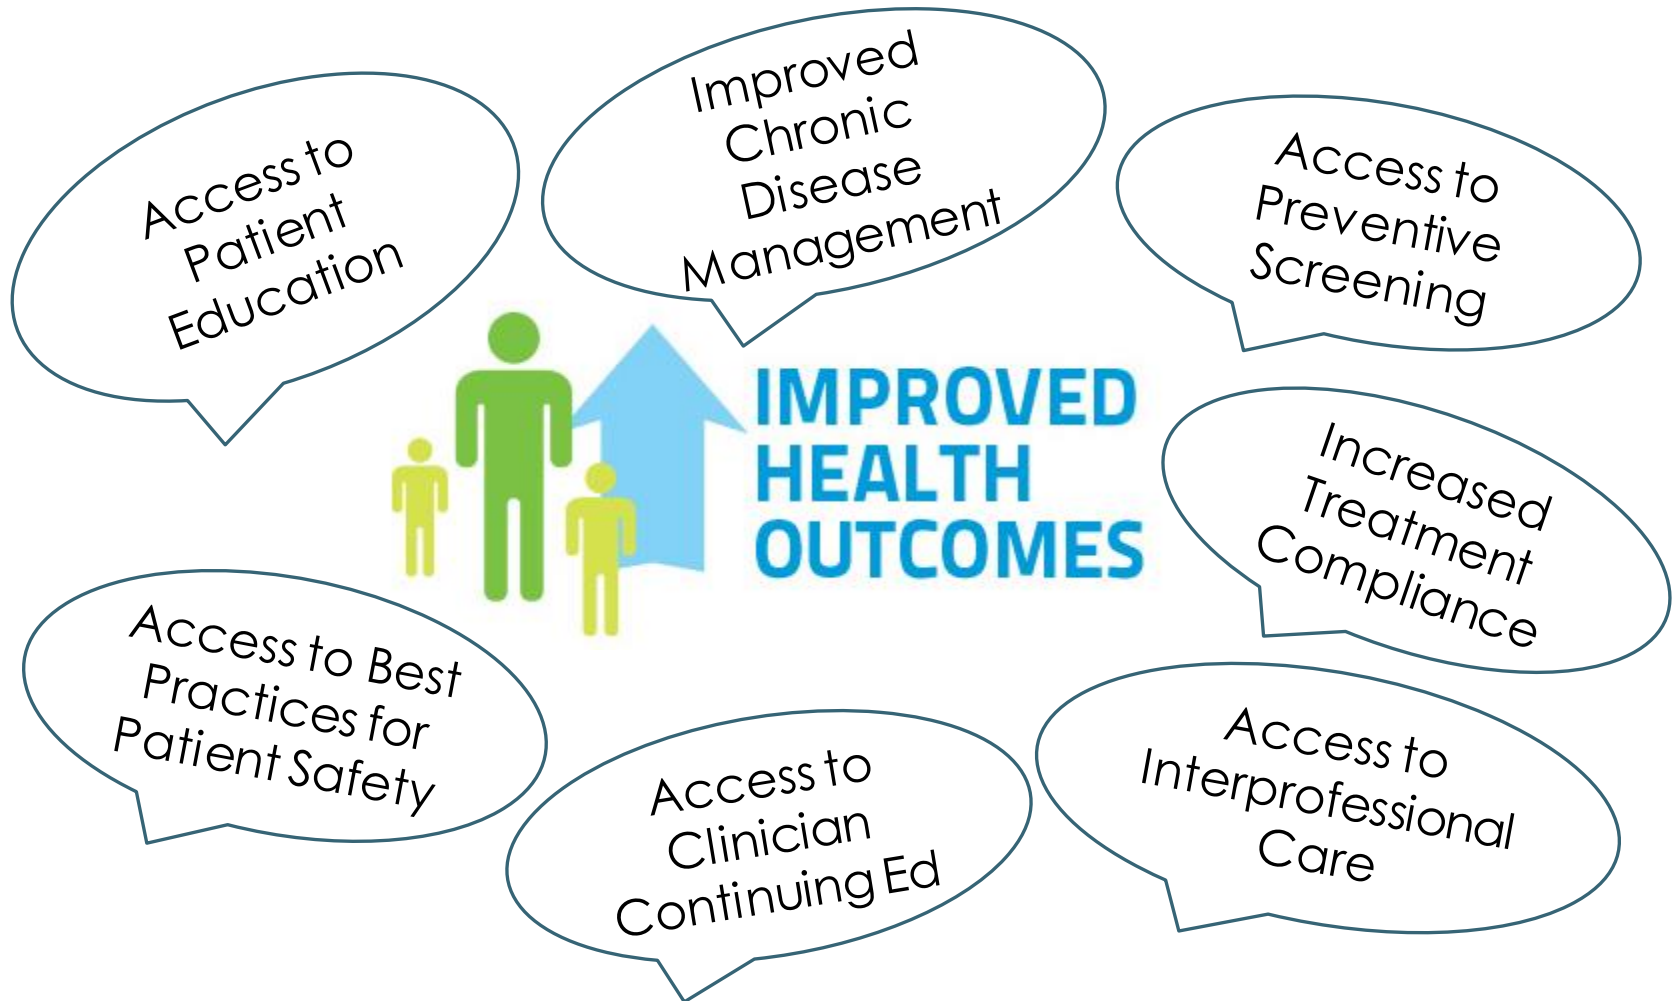 Access to
Patient
Education
Improved
Chronic
Disease
Management
Access to
Preventive
Screening
IMPROVED
HEALTH
OUTCOMES
Increased
Treatment
Compliance
Access to Best
Practices for
Patient Safety
Access to
Clinician
Continuing Ed
Access to
Interprofessional
Care